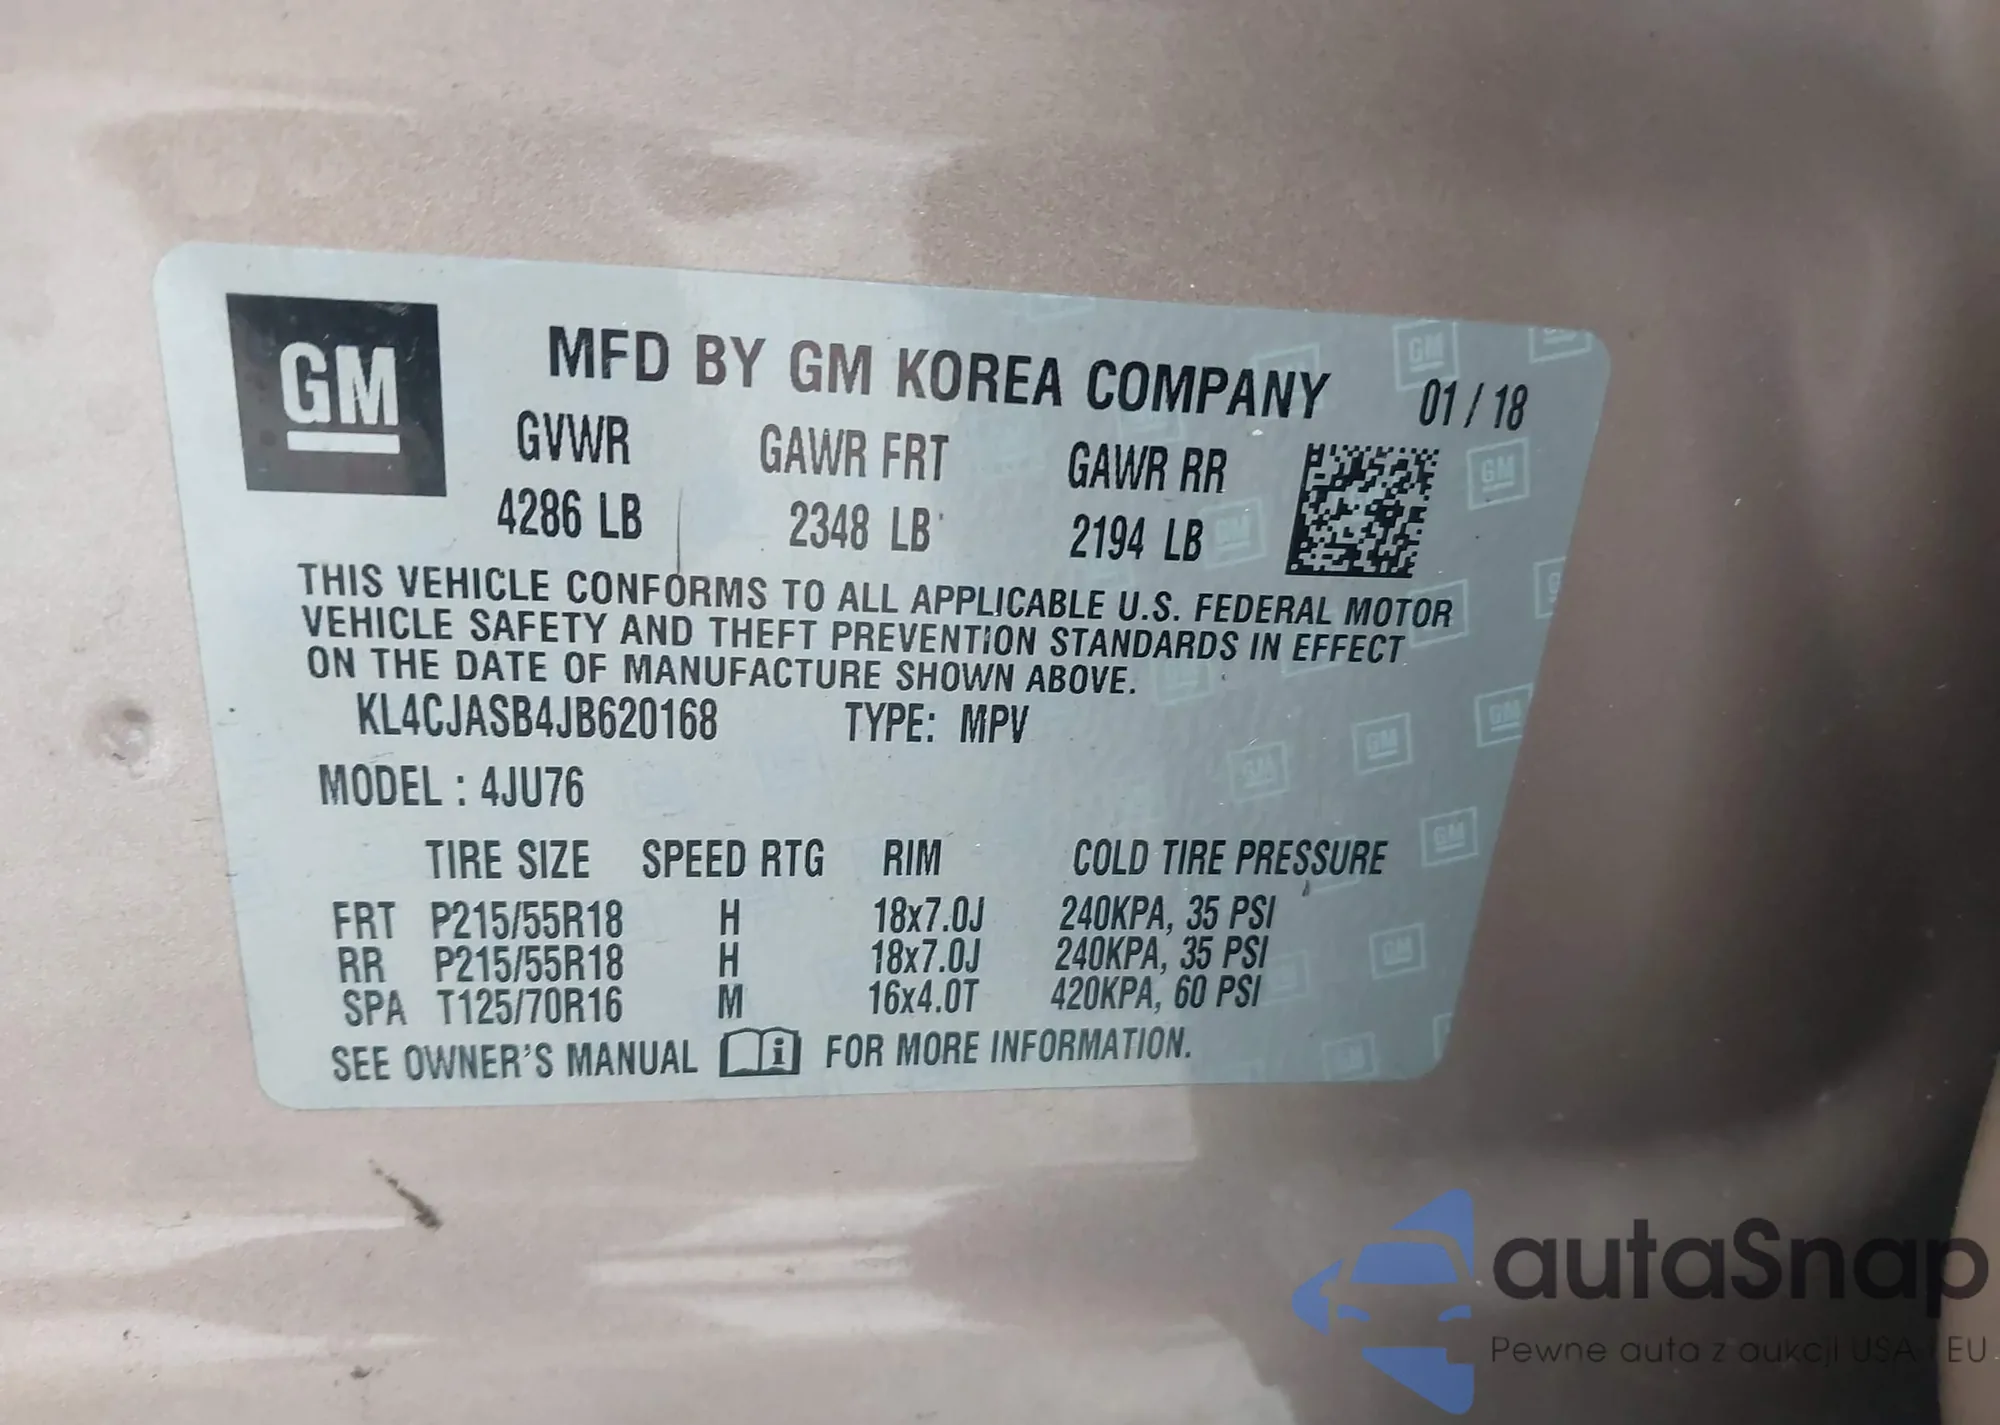 GM
MFD BY GM KOREA COMPANY 01 / 18
GVWR GAWR FRT GAWR RR
4286 LB 2348 LB 2194 LB
THIS VEHICLE CONFORMS TO ALL APPLICABLE U.S. FEDERAL MOTOR
VEHICLE SAFETY AND THEFT PREVENTION STANDARDS IN EFFECT
ON THE DATE OF MANUFACTURE SHOWN ABOVE.
KL4CJASB4JB620168 TYPE: MPV
MODEL : 4JU76
TIRE SIZE SPEED RTG RIM COLD TIRE PRESSURE
FRT P215/55R18 H 18x7.0J 240KPA, 35 PSI
RR P215/55R18 H 18x7.0J 240KPA, 35 PSI
SPA T125/70R16 M 16x4.0T 420KPA, 60 PSI
SEE OWNER'S MANUAL i FOR MORE INFORMATION.
autaSnap
Pewne auta z aukcji USA i EU